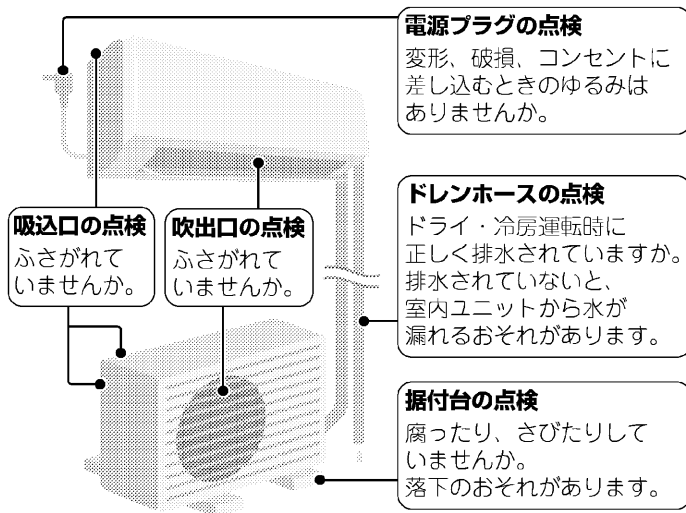 電源プラグの点検
変形、破損、コンセントに
差し込むときのゆるみは
ありませんか。
吸込口の点検
ふさがれて
いませんか。
吹出口の点検
ふさがれて
いませんか。
ドレンホースの点検
ドライ・冷房運転時に
正しく排水されていますか。
排水されていないと、
室内ユニットから水が
漏れるおそれがあります。
据付台の点検
腐ったり、さびたりして
いませんか。
落下のおそれがあります。